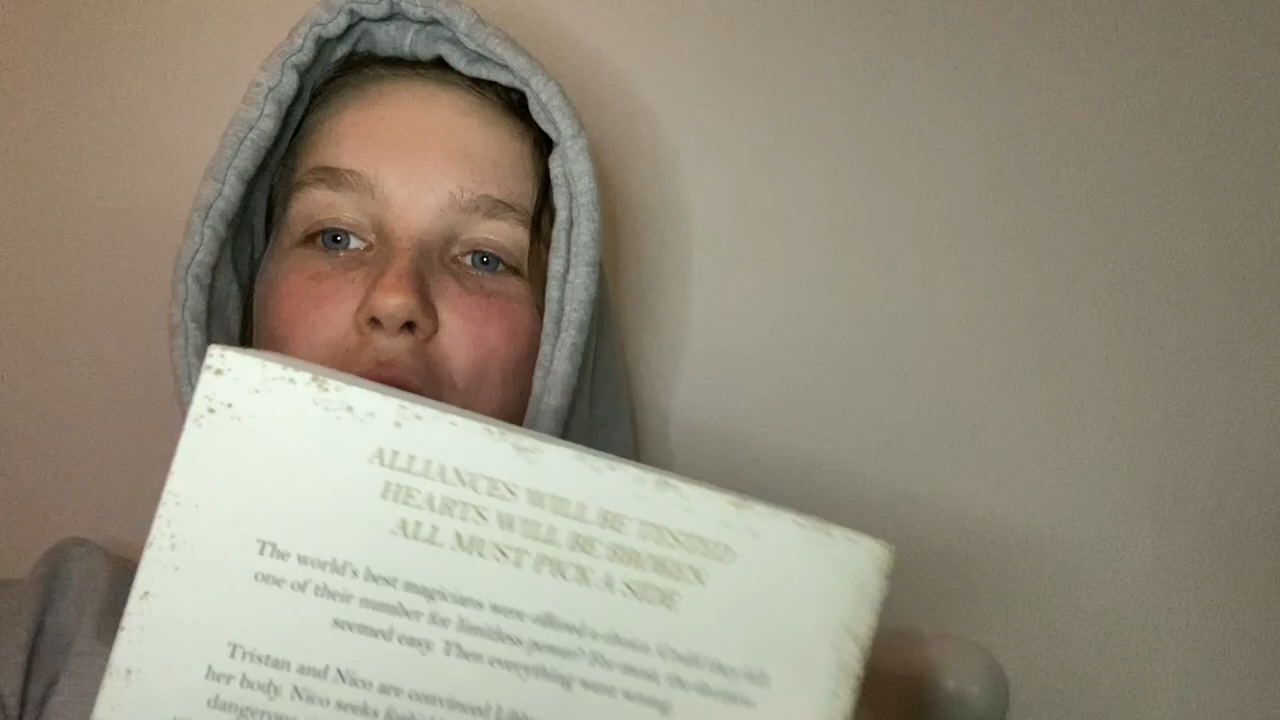 ALLIANCES WILL BE TESTED
HEARTS WILL BE BROKEN
ALL MUST PICK A SIDE
The world's best magicians were offered a choice. Could they kill
one of their number for limitless power? For most, the decision
seemed easy. Then everything went wrong.
Tristan and Nico are convinced
her body. Nico seeks
dangerous